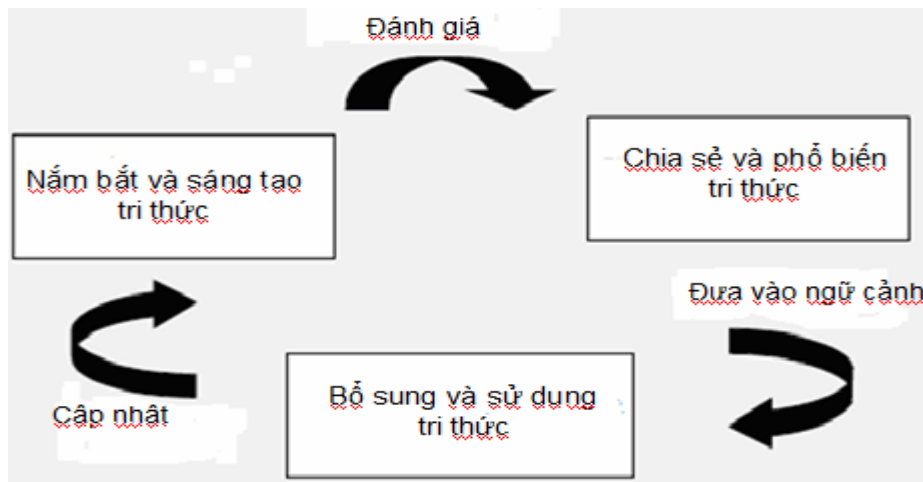 Đánh giá
Nắm bắt và sáng tạo
tri thức
Chia sẻ và phổ biến
tri thức
Đưa vào ngữ cảnh
Bổ sung và sử dụng
tri thức
Cập nhật